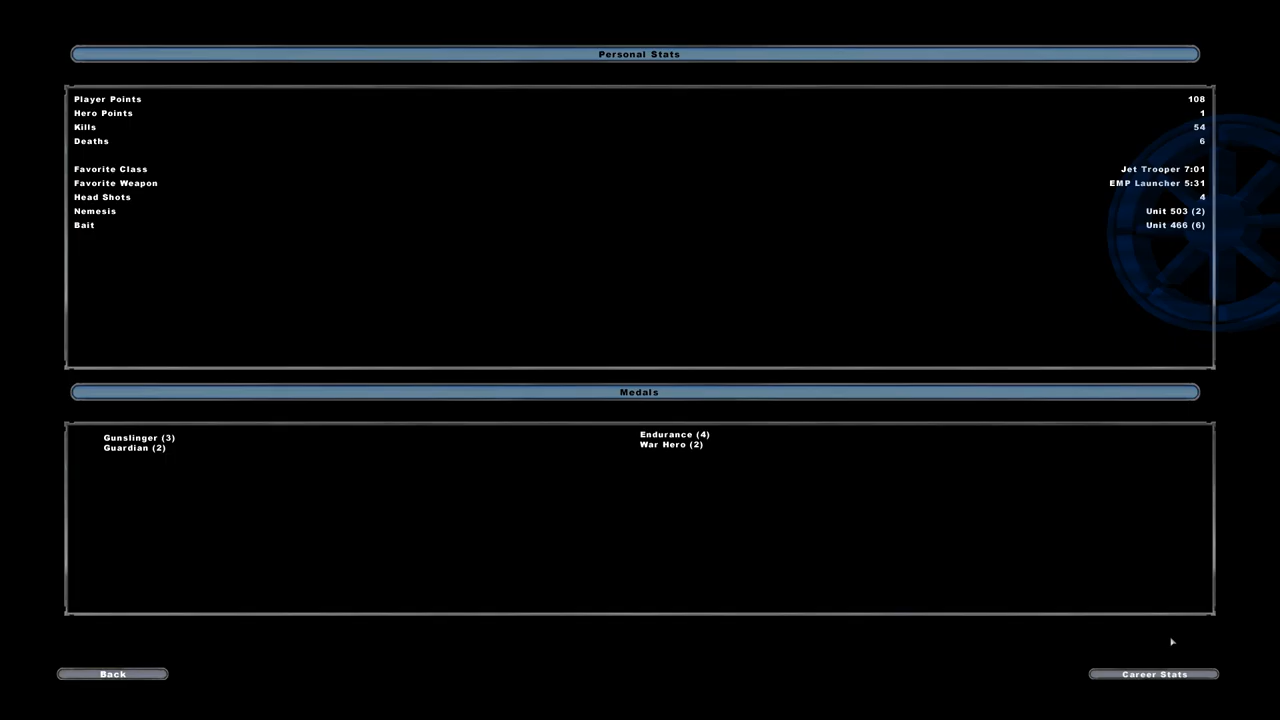 Personal Stats
Player Points 108
Hero Points 1
Kills 54
Deaths 6
Favorite Class Jet Trooper 7:01
Favorite Weapon EMP Launcher 5:31
Head Shots 4
Nemesis Unit 503 (2)
Bait Unit 466 (6)
Medals
Gunslinger (3) Endurance (4)
Guardian (2) War Hero (2)
Back Career Stats